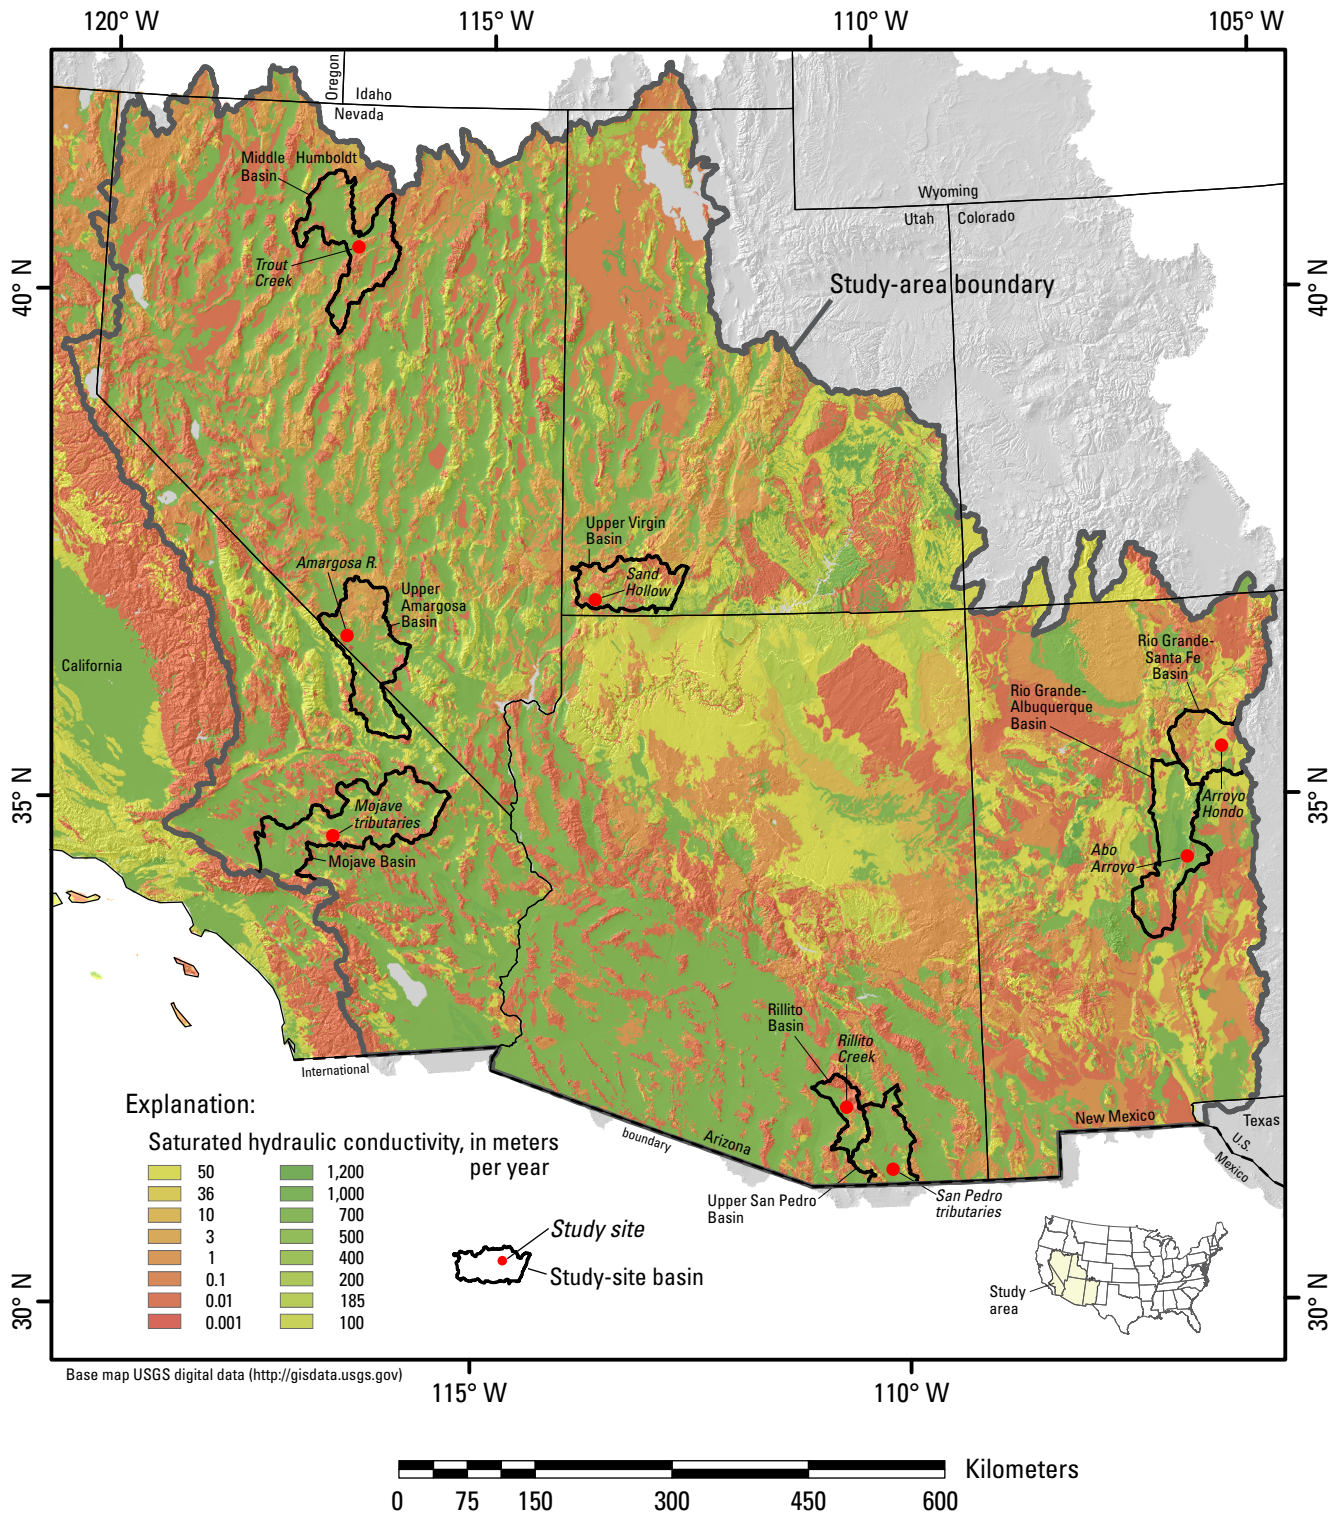 120° W
115° W
110° W
105° W
Oregon
Idaho
Nevada
Middle Humboldt
Basin
Wyoming
Utah
Colorado
Trout
Creek
40° N
40° N
Study-area boundary
Upper Virgin
Basin
Amargosa R.
Sand
Hollow
Upper
Amargosa
Basin
California
Rio Grande-
Santa Fe
Basin
Rio Grande-
Albuquerque
Basin
35° N
35° N
Mojave
tributaries
Arroyo
Hondo
Mojave Basin
Abo
Arroyo
Rillito
Basin
Rillito
Creek
International
boundary
Arizona
New Mexico
Texas
U.S.
Mexico
Upper San Pedro
Basin
San Pedro
tributaries
Explanation:
Saturated hydraulic conductivity, in meters
per year
50 1,200
36 1,000
10 700
3 500
1 400
0.1 200
0.01 185
0.001 100
Study site
Study-site basin
Study
area
30° N
30° N
Base map USGS digital data (http://gisdata.usgs.gov)
115° W
110° W
Kilometers
0 75 150 300 450 600